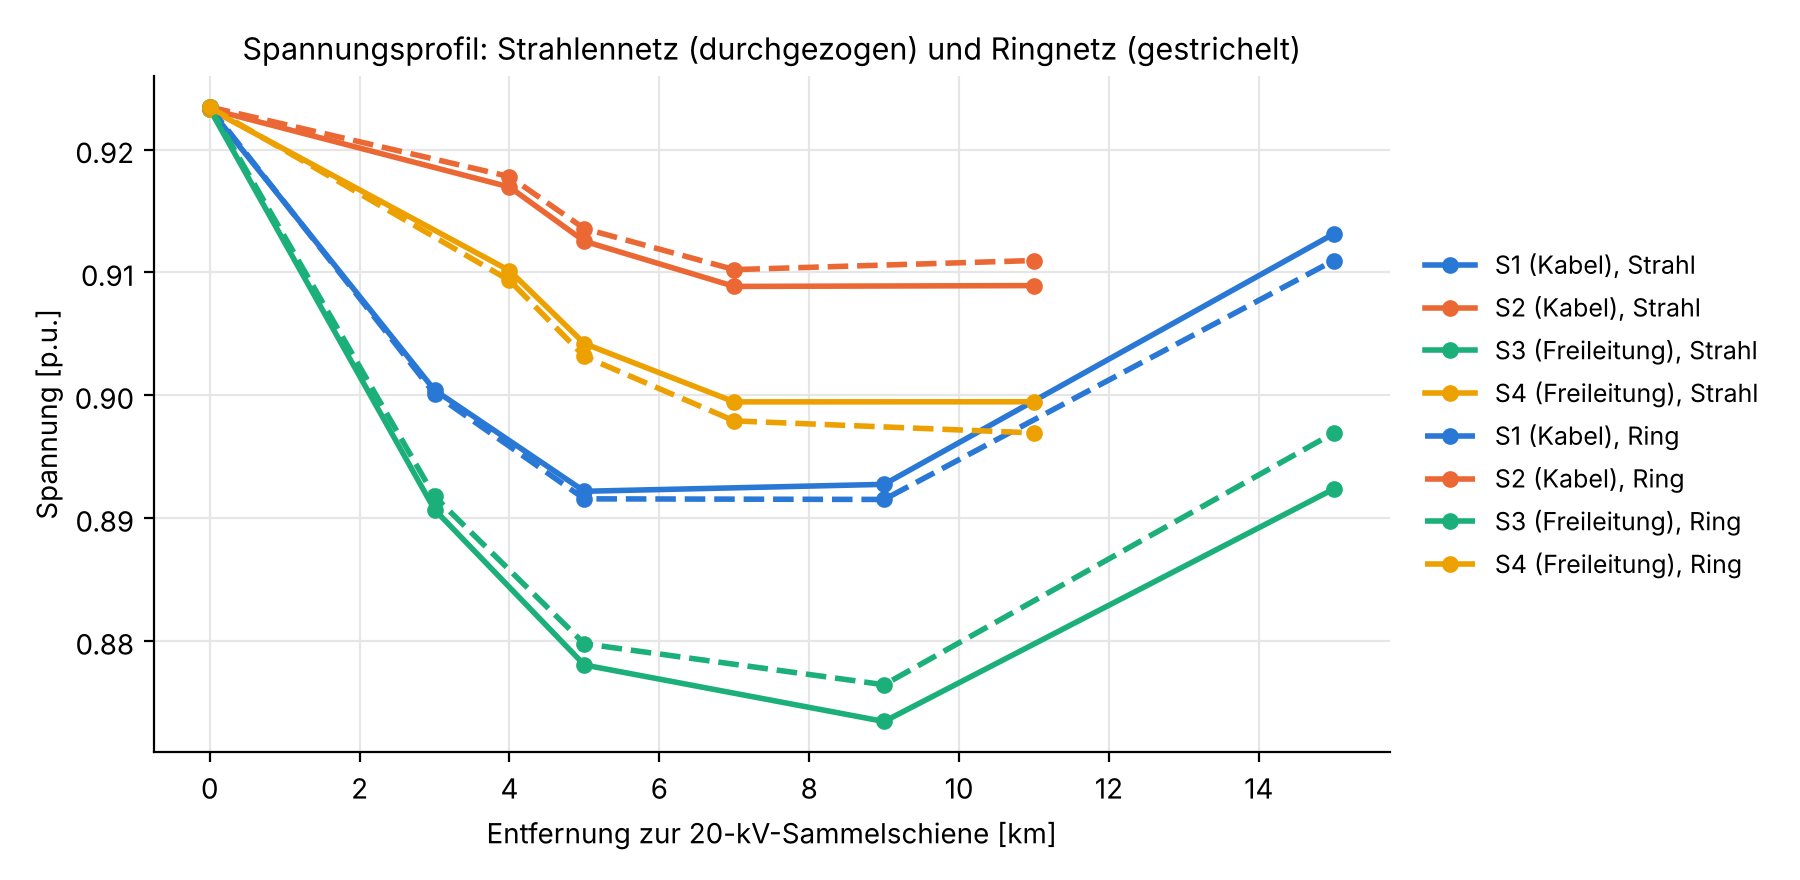 Spannungsprofil: Strahlennetz (durchgezogen) und Ringnetz (gestrichelt)
Spannung [p.u.]
0.92
0.91
0.90
0.89
0.88
0
2
4
6
8
10
12
14
Entfernung zur 20-kV-Sammelschiene [km]
S1 (Kabel), Strahl
S2 (Kabel), Strahl
S3 (Freileitung), Strahl
S4 (Freileitung), Strahl
S1 (Kabel), Ring
S2 (Kabel), Ring
S3 (Freileitung), Ring
S4 (Freileitung), Ring